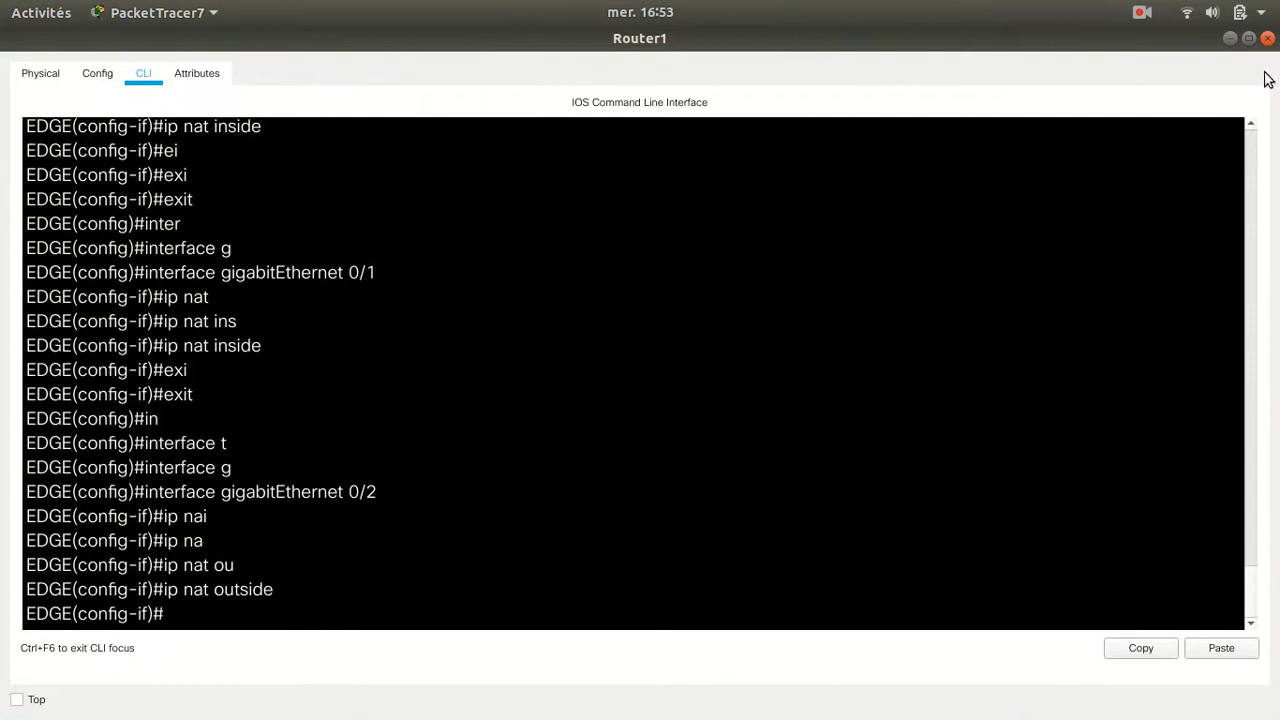 Activités PacketTracer7 mer. 16:53
Router1
Physical Config CLI Attributes
IOS Command Line Interface
EDGE(config-if)#ip nat inside
EDGE(config-if)#ei
EDGE(config-if)#exi
EDGE(config-if)#exit
EDGE(config)#inter
EDGE(config)#interface g
EDGE(config)#interface gigabitEthernet 0/1
EDGE(config-if)#ip nat
EDGE(config-if)#ip nat ins
EDGE(config-if)#ip nat inside
EDGE(config-if)#exi
EDGE(config-if)#exit
EDGE(config)#in
EDGE(config)#interface t
EDGE(config)#interface g
EDGE(config)#interface gigabitEthernet 0/2
EDGE(config-if)#ip nai
EDGE(config-if)#ip na
EDGE(config-if)#ip nat ou
EDGE(config-if)#ip nat outside
EDGE(config-if)#
Ctrl+F6 to exit CLI focus Copy Paste
Top